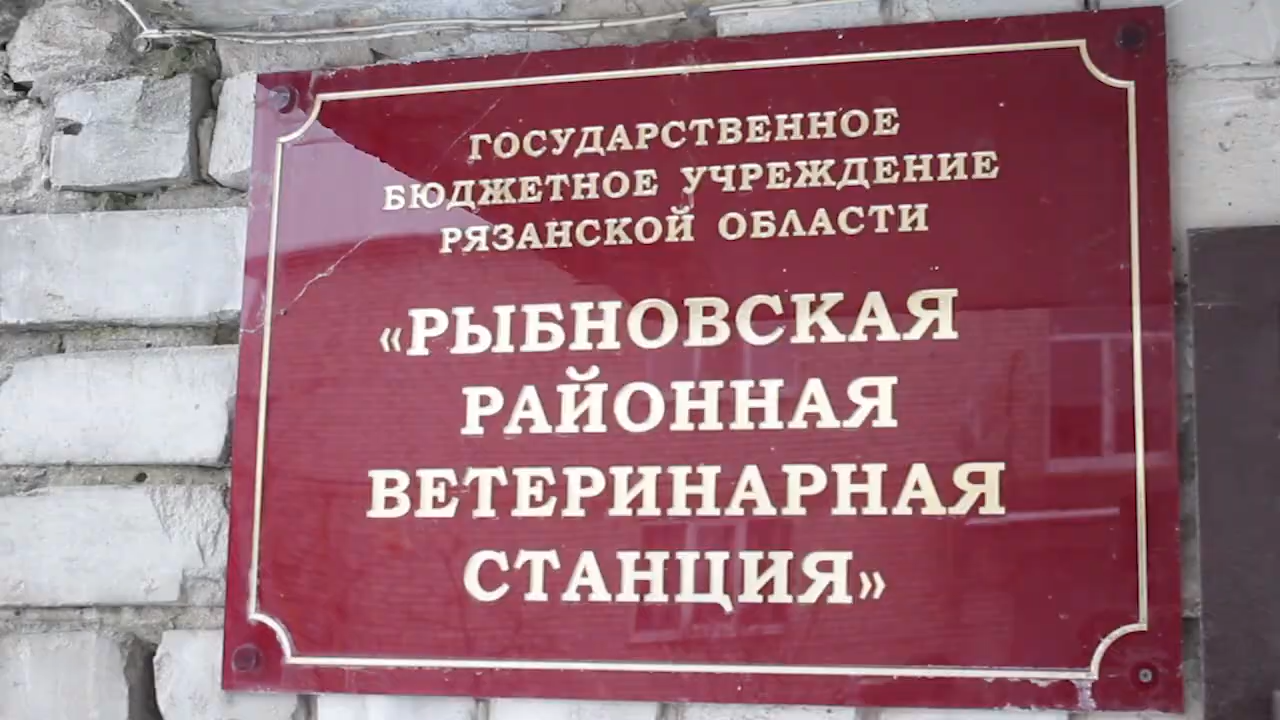 ГОСУДАРСТВЕННОЕ
БЮДЖЕТНОЕ УЧРЕЖДЕНИЕ
РЯЗАНСКОЙ ОБЛАСТИ
«РЫБНОВСКАЯ
РАЙОННАЯ
ВЕТЕРИНАРНАЯ
СТАНЦИЯ»